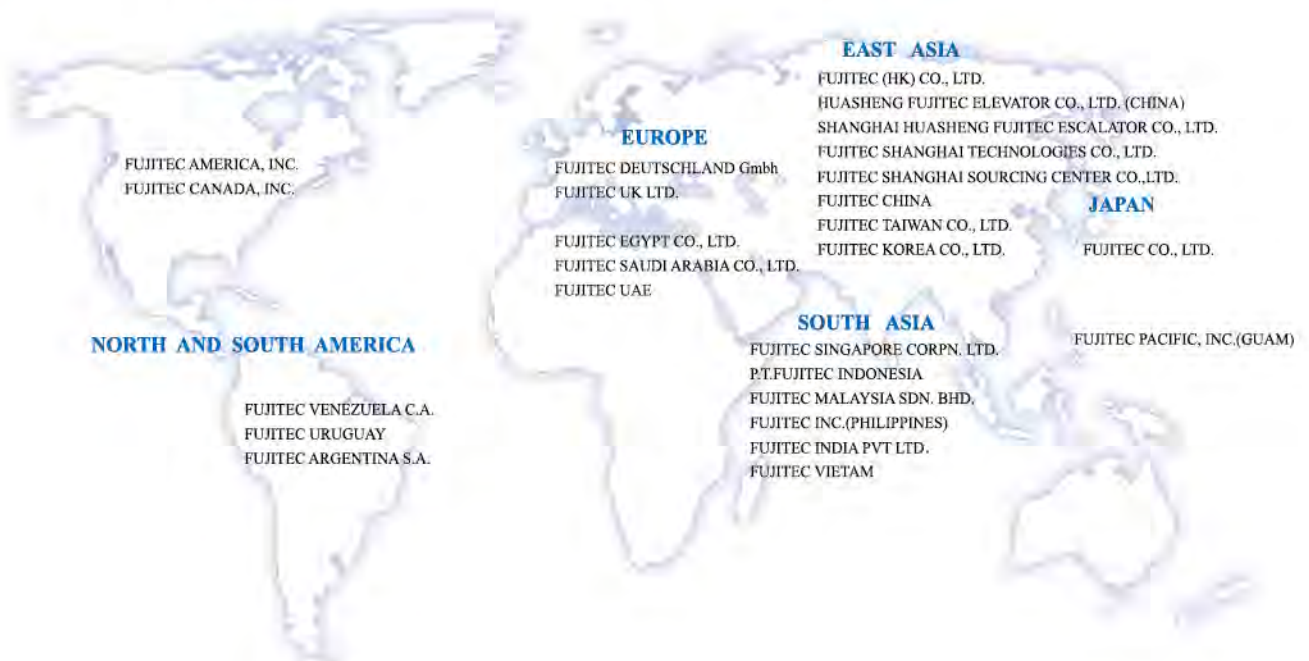 FUJITEC AMERICA, INC.
FUJITEC CANADA, INC.
NORTH AND SOUTH AMERICA
FUJITEC VENEZUELA C.A.
FUJITEC URUGUAY
FUJITEC ARGENTINA S.A.
EUROPE
FUJITEC DEUTSCHLAND Gmbh
FUJITEC UK LTD.
FUJITEC EGYPT CO., LTD.
FUJITEC SAUDI ARABIA CO., LTD.
FUJITEC UAE
EAST ASIA
FUJITEC (HK) CO., LTD.
HUASHENG FUJITEC ELEVATOR CO., LTD. (CHINA)
SHANGHAI HUASHENG FUJITEC ESCALATOR CO., LTD.
FUJITEC SHANGHAI TECHNOLOGIES CO., LTD.
FUJITEC SHANGHAI SOURCING CENTER CO.,LTD.
FUJITEC CHINA
FUJITEC TAIWAN CO., LTD.
FUJITEC KOREA CO., LTD.
JAPAN
FUJITEC CO., LTD.
SOUTH ASIA
FUJITEC SINGAPORE CORPN. LTD.
P.T.FUJITEC INDONESIA
FUJITEC MALAYSIA SDN. BHD.
FUJITEC INC.(PHILIPPINES)
FUJITEC INDIA PVT LTD.
FUJITEC VIETAM
FUJITEC PACIFIC, INC.(GUAM)